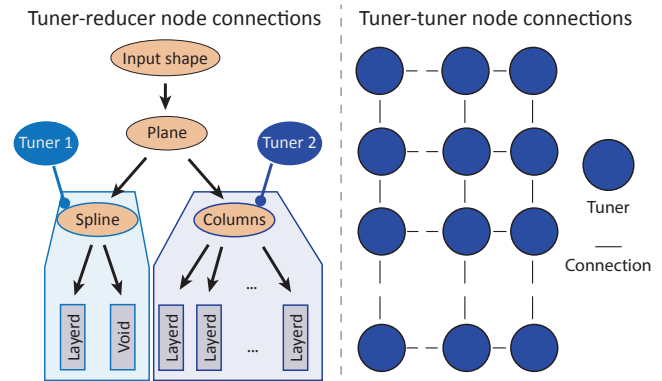 Tuner-reducer node connections
Input shape
Plane
Tuner 1
Tuner 2
Spline
Columns
...
Layerd
Void
Layerd
Layerd
...
Layerd
Tuner-tuner node connections
Tuner
Connection